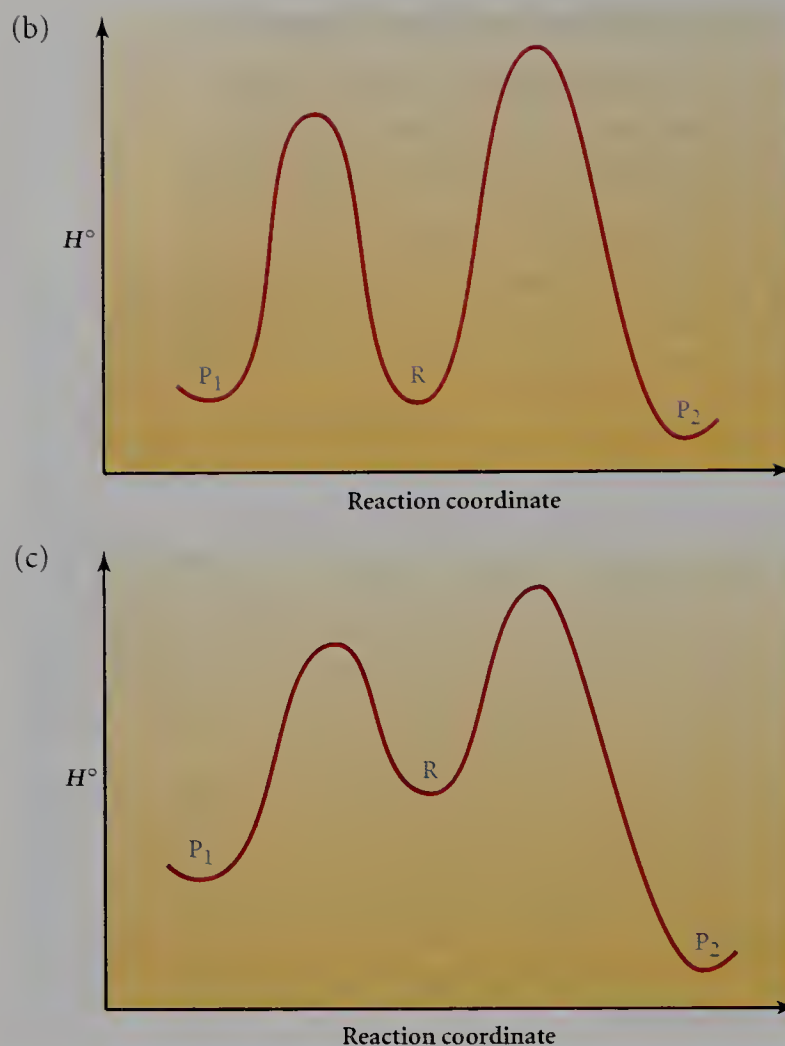 (b)
H°
P₁
R
P₂
Reaction coordinate
(c)
H°
R
P₁
P₂
Reaction coordinate